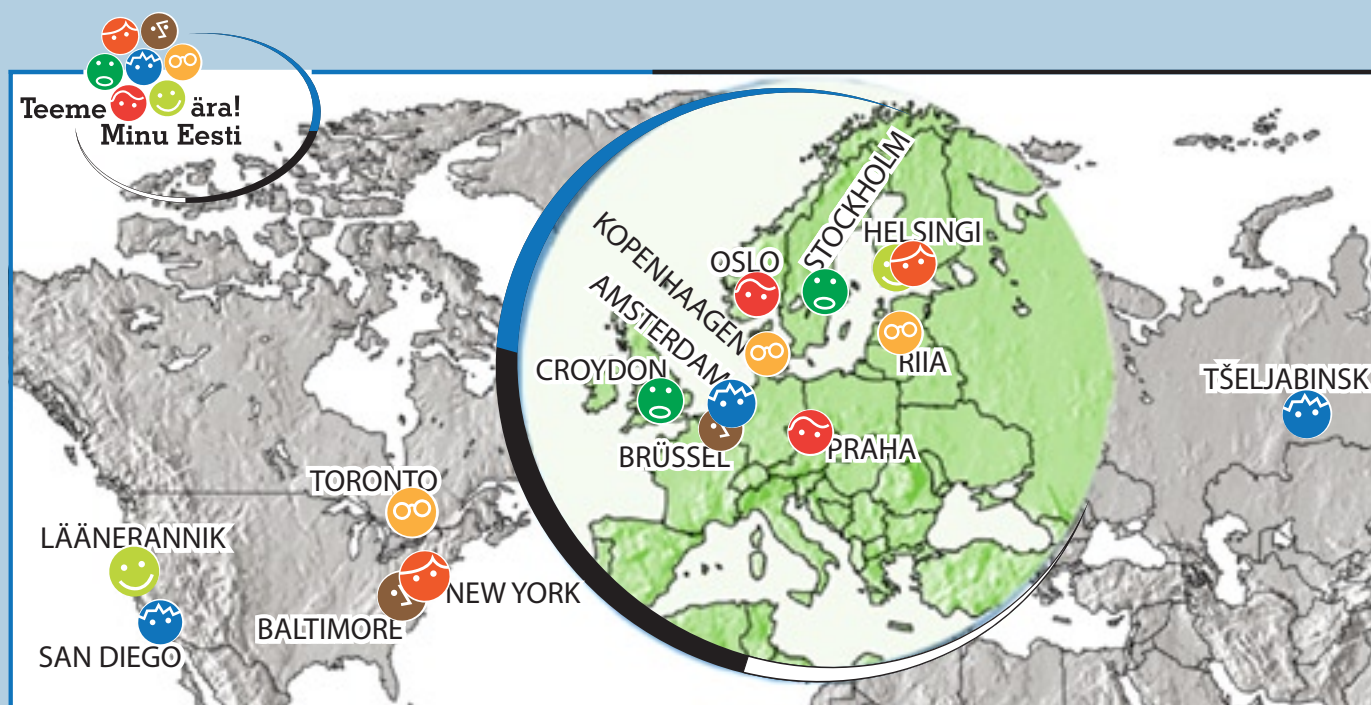 Teeme ära!
Minu Eesti
STOCKHOLM
HELSINGI
KOPENHAAGEN
OSLO
AMSTERDAM
CROYDON
RIIA
TŠELJABINSK
BRÜSSEL
PRAHA
TORONTO
LÄÄNERANNIK
NEW YORK
BALTIMORE
SAN DIEGO